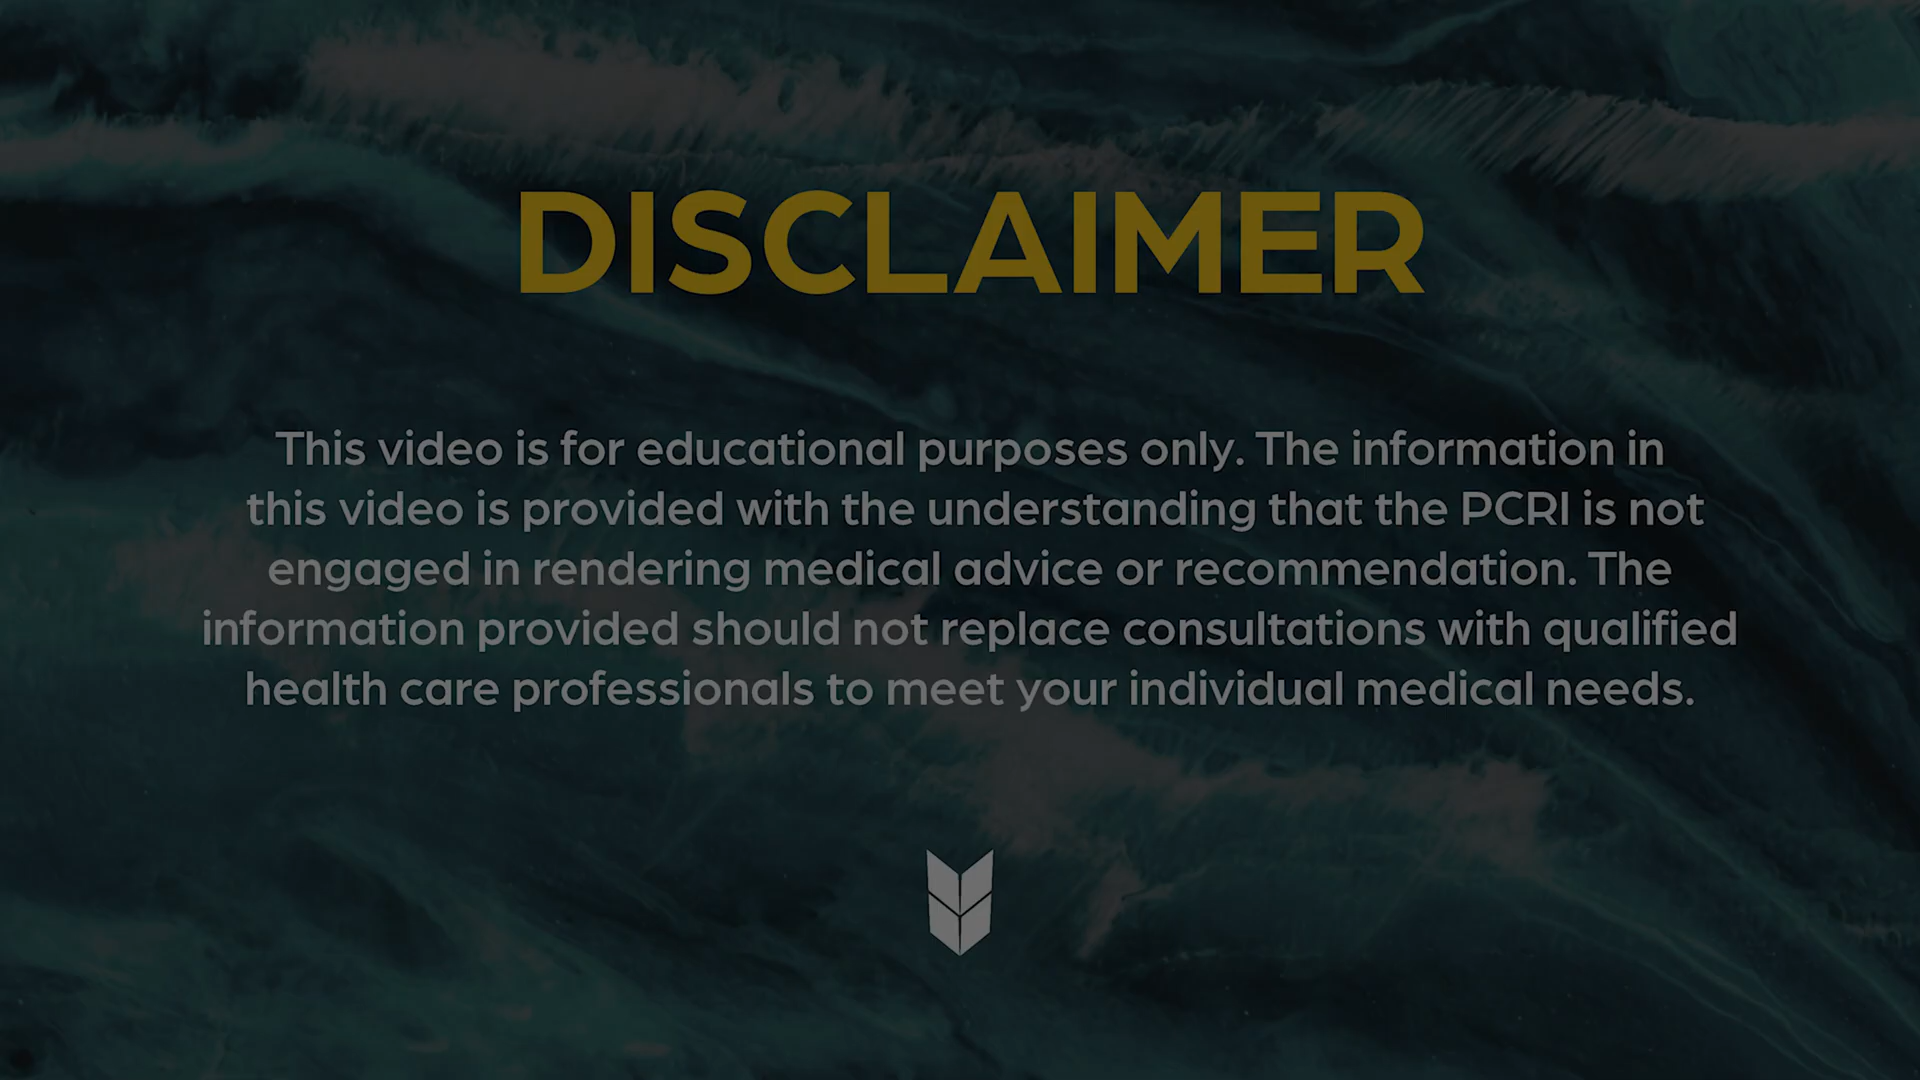 DISCLAIMER
This video is for educational purposes only. The information in
this video is provided with the understanding that the PCRI is not
engaged in rendering medical advice or recommendation. The
information provided should not replace consultations with qualified
health care professionals to meet your individual medical needs.